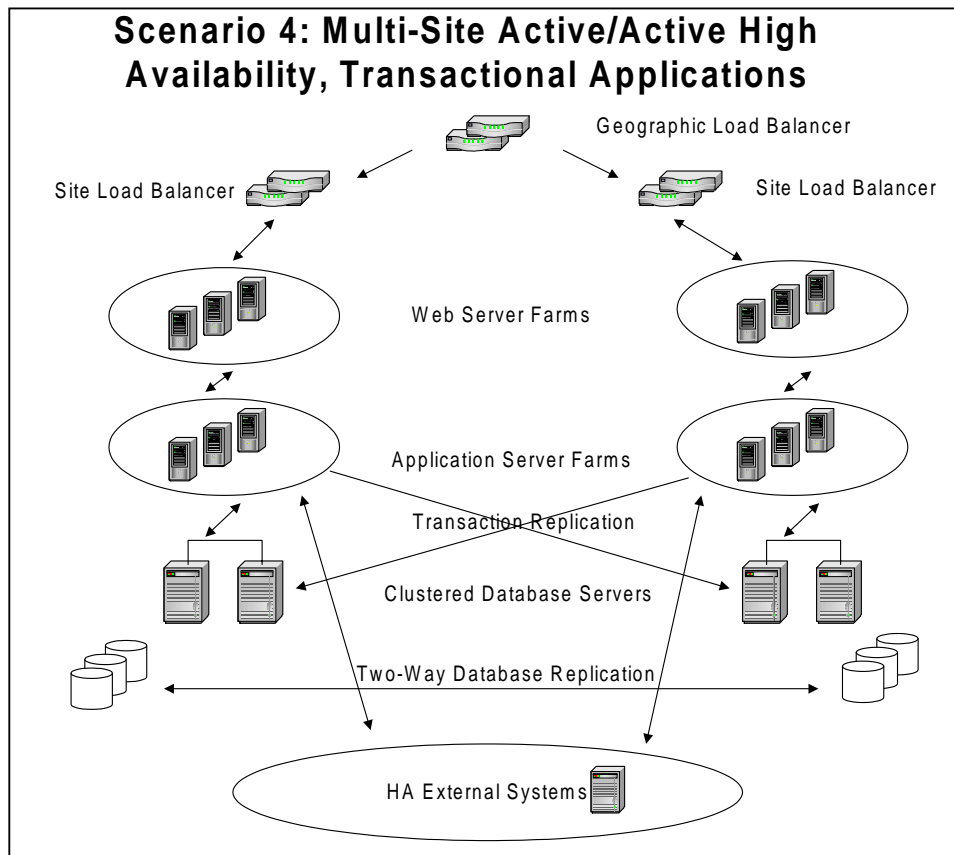 Scenario 4: Multi-Site Active/Active High
Availability, Transactional Applications
Geographic Load Balancer
Site Load Balancer
Site Load Balancer
Web Server Farms
Application Server Farms
Transaction Replication
Clustered Database Servers
Two-Way Database Replication
HA External Systems